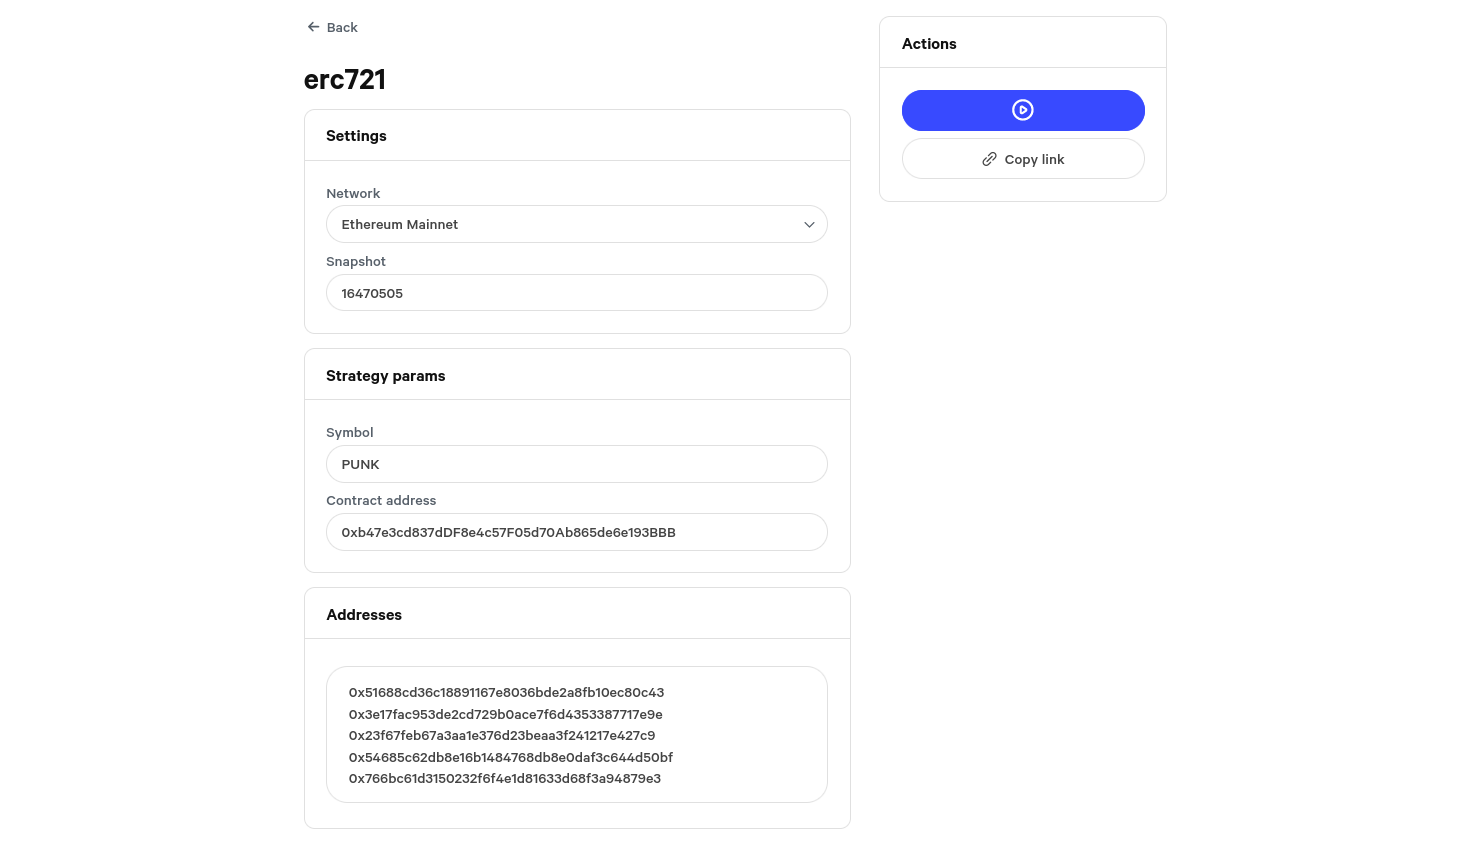 Back
erc721
Settings
Network
Ethereum Mainnet
Snapshot
16470505
Strategy params
Symbol
PUNK
Contract address
0xb47e3cd837dDF8e4c57F05d70Ab865de6e193BBB
Addresses
0x51688cd36c18891167e8036bde2a8fb10ec80c43
0x3e17fac953de2cd729b0ace7f6d4353387717e9e
0x23f67feb67a3aa1e376d23beaa3f241217e427c9
0x54685c62db8e16b1484768db8e0daf3c644d50bf
0x766bc61d3150232f6f4e1d81633d68f3a94879e3
Actions
Copy link